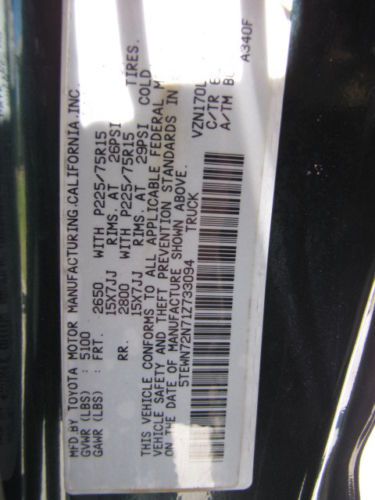 MFD.BY TOYOTA MOTOR MANUFACTURING.CALIFORNIA.INC.
GVWR (LBS) : 5100
GAWR (LBS) : FRT. 2650 WITH P225/75R15 TIRES.
15X7JJ RIMS. AT 26PSI COLD
RR. 2800 WITH P225/75R15
15X7JJ RIMS. AT 29PSI
THIS VEHICLE CONFORMS TO ALL APPLICABLE FEDERAL
VEHICLE SAFETY AND THEFT PREVENTION STANDARDS IN
ON THE DATE OF MANUFACTURE SHOWN ABOVE.
5TEWN72N71Z733094 TRUCK
VZN170L
C/TR
A/TM A340F